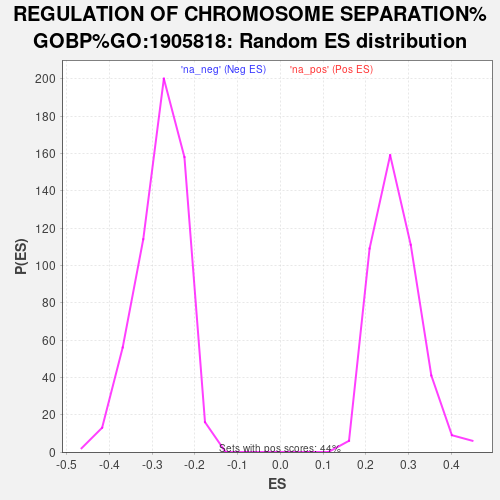 REGULATION OF CHROMOSOME SEPARATION%
GOBP%GO:1905818: Random ES distribution
'na_neg' (Neg ES) 'na_pos' (Pos ES)
200
180
160
140
120
100
80
60
40
20
0
P(ES)
Sets with pos scores: 44%
-0.5 -0.4 -0.3 -0.2 -0.1 0.0 0.1 0.2 0.3 0.4
ES